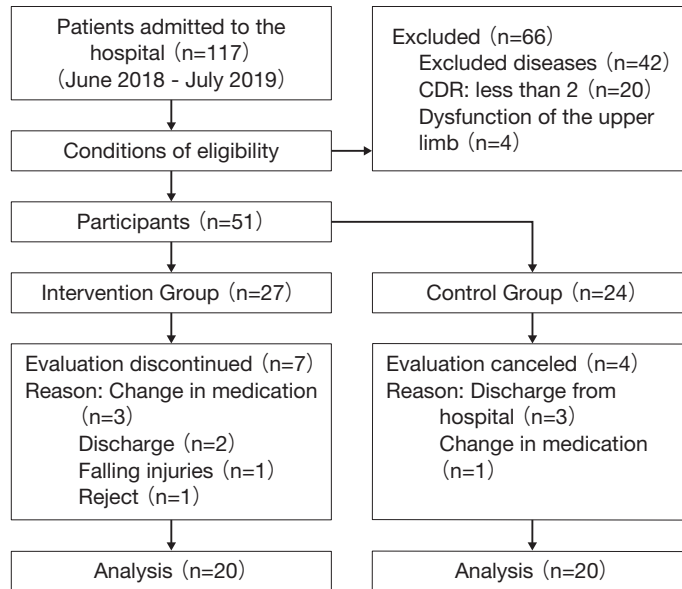 Patients admitted to the
hospital (n=117)
(June 2018 - July 2019)
Excluded (n=66)
Excluded diseases (n=42)
CDR: less than 2 (n=20)
Dysfunction of the upper
limb (n=4)
Conditions of eligibility
Participants (n=51)
Intervention Group (n=27)
Control Group (n=24)
Evaluation discontinued (n=7)
Reason: Change in medication
(n=3)
Discharge (n=2)
Falling injuries (n=1)
Reject (n=1)
Evaluation canceled (n=4)
Reason: Discharge from
hospital (n=3)
Change in medication
(n=1)
Analysis (n=20)
Analysis (n=20)